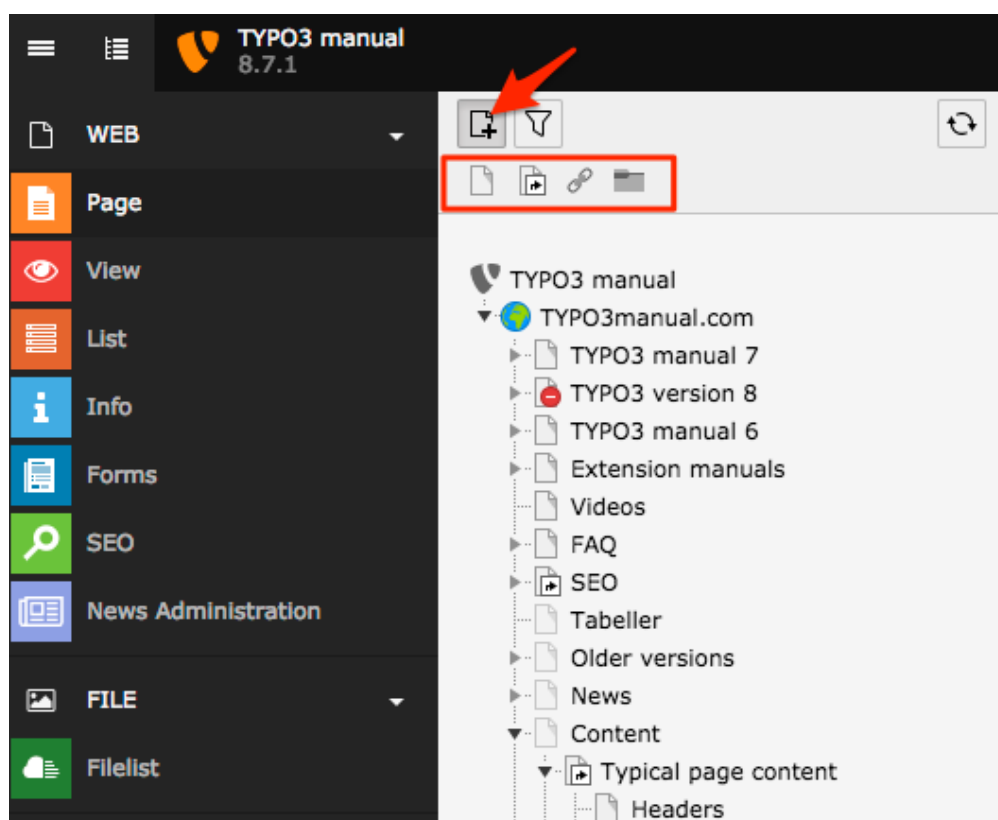 TYPO3 manual
8.7.1
WEB
Page
View
List
Info
Forms
SEO
News Administration
FILE
Filelist
TYPO3 manual
TYPO3manual.com
TYPO3 manual 7
TYPO3 version 8
TYPO3 manual 6
Extension manuals
Videos
FAQ
SEO
Tabeller
Older versions
News
Content
Typical page content
Headers